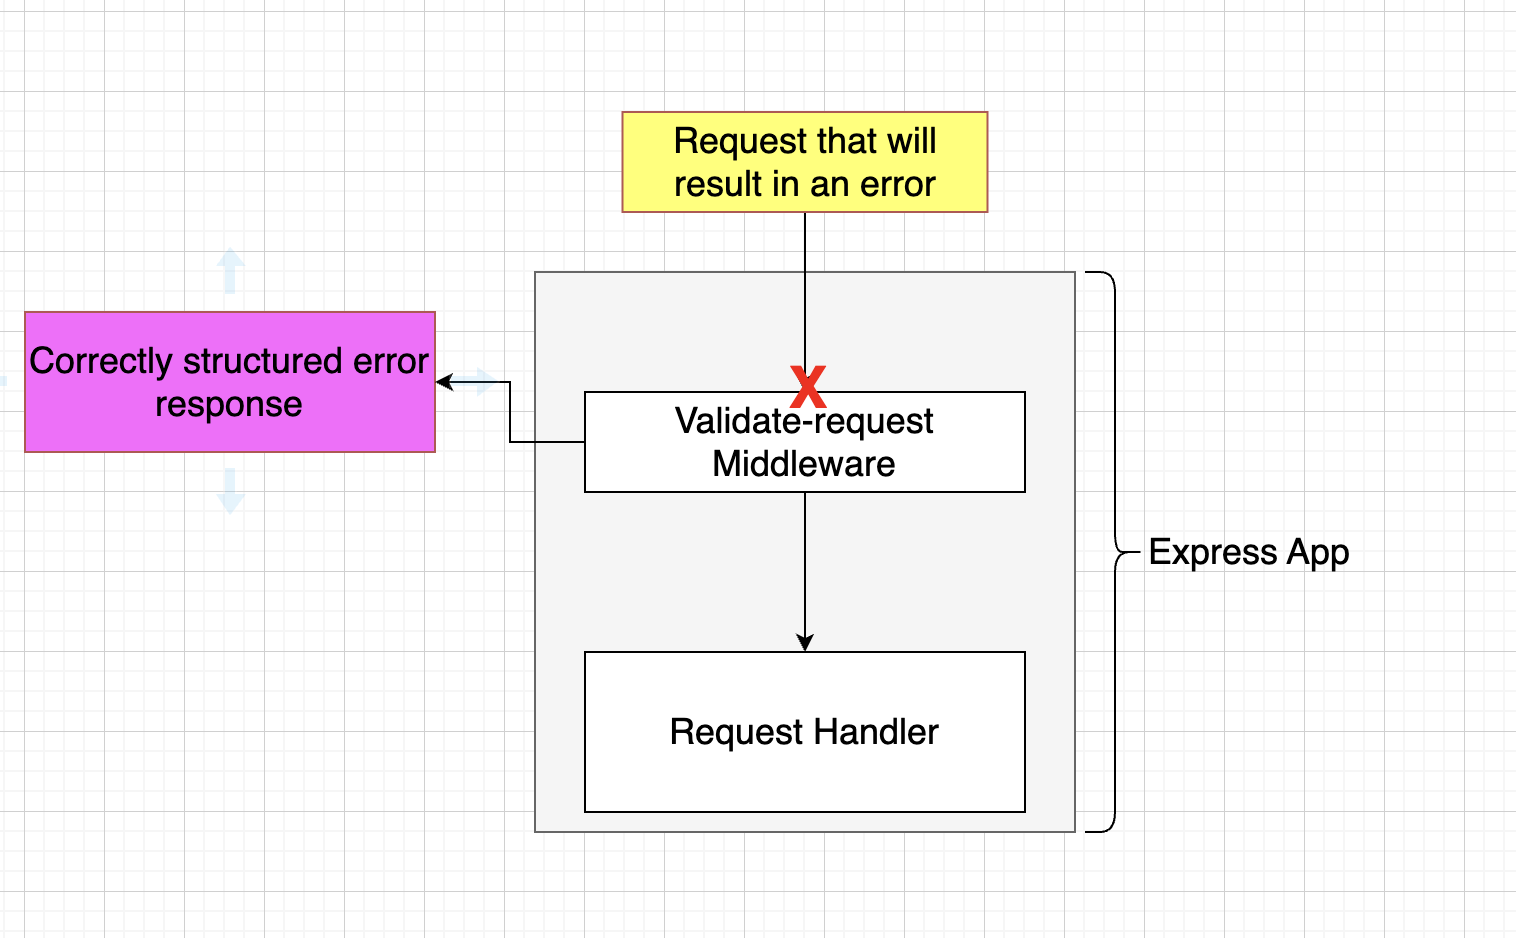 Request that will
result in an error
Correctly structured error
response
X
Validate-request
Middleware
Express App
Request Handler